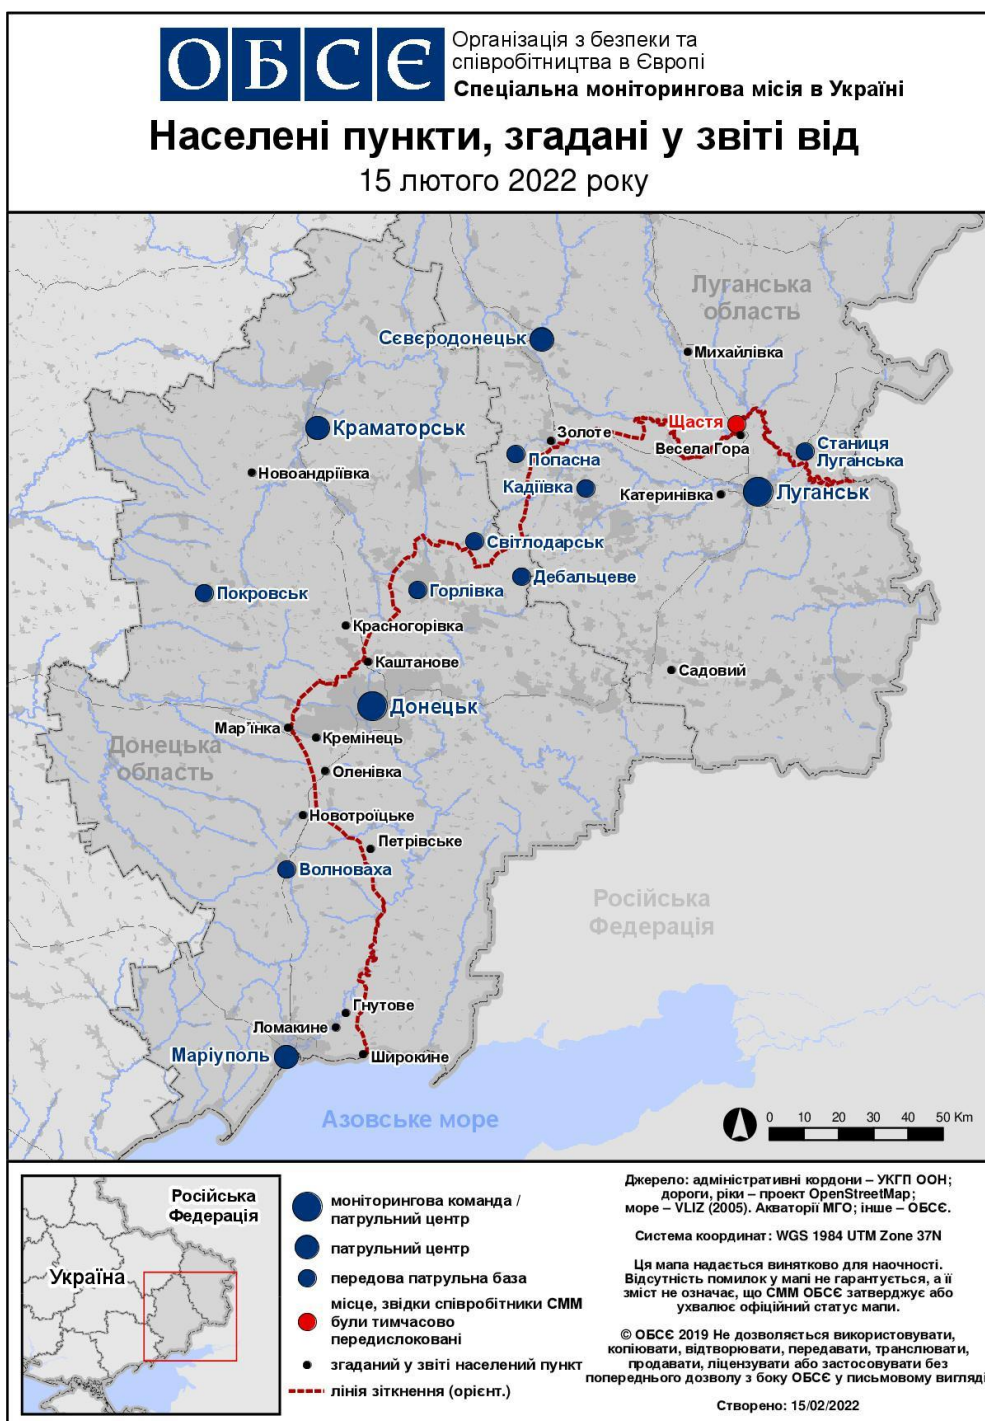 ОБСЄ
Організація з безпеки та
співробітництва в Європі
Спеціальна моніторингова місія в Україні
Населені пункти, згадані у звіті від
15 лютого 2022 року
Луганська
область
Сєвєродонецьк
Михайлівка
Щастя
Краматорськ
Золоте
Весела Гора
Станиця
Луганська
Попасна
Новоандріївка
Кадіївка
Катеринівка
Луганськ
Світлодарськ
Дебальцеве
Покровськ
Горлівка
Красногорівка
Каштанове
Садовий
Донецьк
Мар'їнка
Кремінець
Донецька
область
Оленівка
Новотроїцьке
Петрівське
Волноваха
Російська
Федерація
Гнутове
Ломакине
Маріуполь
Широкине
Азовське море
0 10 20 30 40 50 Km
Російська
Федерація
Україна
моніторингова команда /
патрульний центр
патрульний центр
передова патрульна база
місце, звідки співробітники СММ
були тимчасово
передислоковані
згаданий у звіті населений пункт
лінія зіткнення (орієнт.)
Джерело: адміністративні кордони – УКГП ООН;
дороги, ріки – проект OpenStreetMap;
море – VLIZ (2005). Акваторії МГО; інше – ОБСЄ.
Система координат: WGS 1984 UTM Zone 37N
Ця мапа надається винятково для наочності.
Відсутність помилок у мапі не гарантується, а її
зміст не означає, що СММ ОБСЄ затверджує або
ухвалює офіційний статус мапи.
© ОБСЄ 2019 Не дозволяється використовувати,
копіювати, відтворювати, передавати, транслювати,
продавати, ліцензувати або застосовувати без
попереднього дозволу з боку ОБСЄ у письмовому вигляді
Створено: 15/02/2022